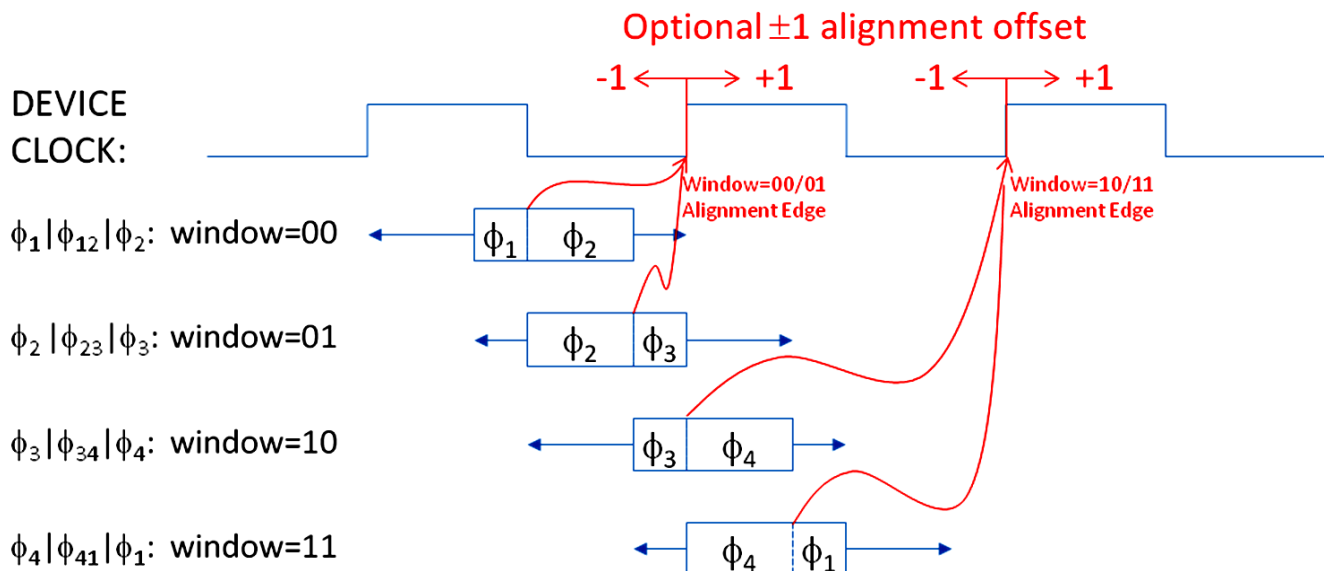 Optional ±1 alignment offset
-1 +1 -1 +1
DEVICE
CLOCK:
Window=00/01
Alignment Edge
Window=10/11
Alignment Edge
ϕ₁|ϕ₁₂|ϕ₂: window=00
ϕ₁ ϕ₂
ϕ₂|ϕ₂₃|ϕ₃: window=01
ϕ₂ ϕ₃
ϕ₃|ϕ₃₄|ϕ₄: window=10
ϕ₃ ϕ₄
ϕ₄|ϕ₄₁|ϕ₁: window=11
ϕ₄ ϕ₁